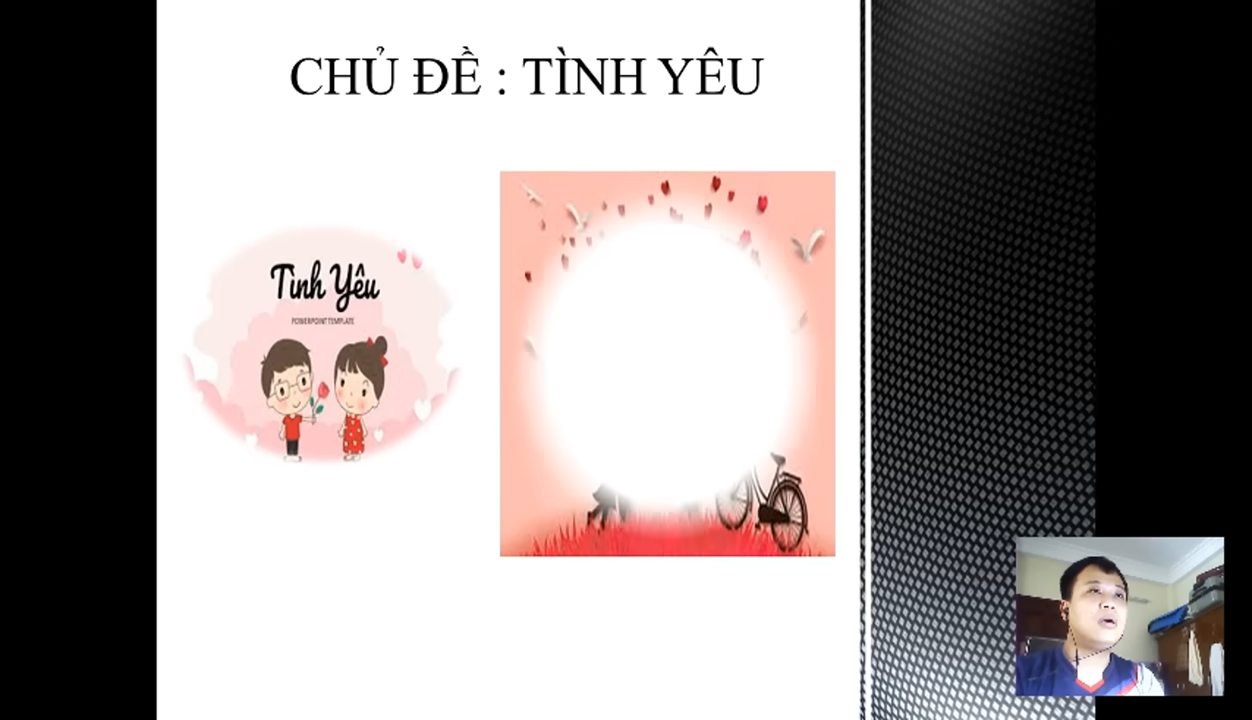 CHỦ ĐỀ : TÌNH YÊU
Tình Yêu
POWERPOINT TEMPLATE